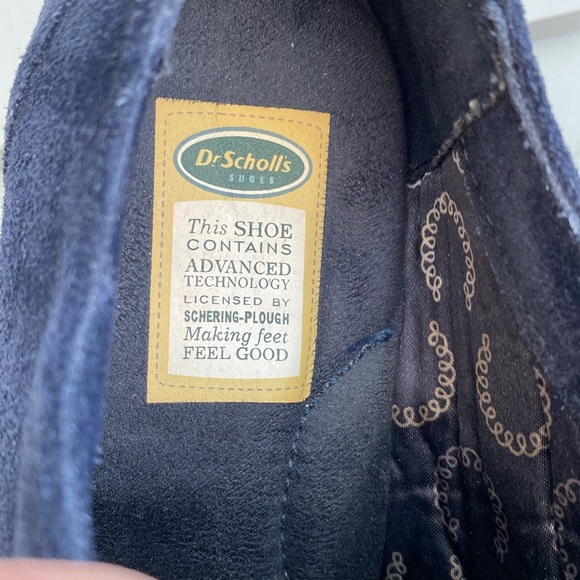 Dr Scholl's
SHOES
This SHOE
CONTAINS
ADVANCED
TECHNOLOGY
LICENSED BY
SCHERING-PLOUGH
Making feet
FEEL GOOD